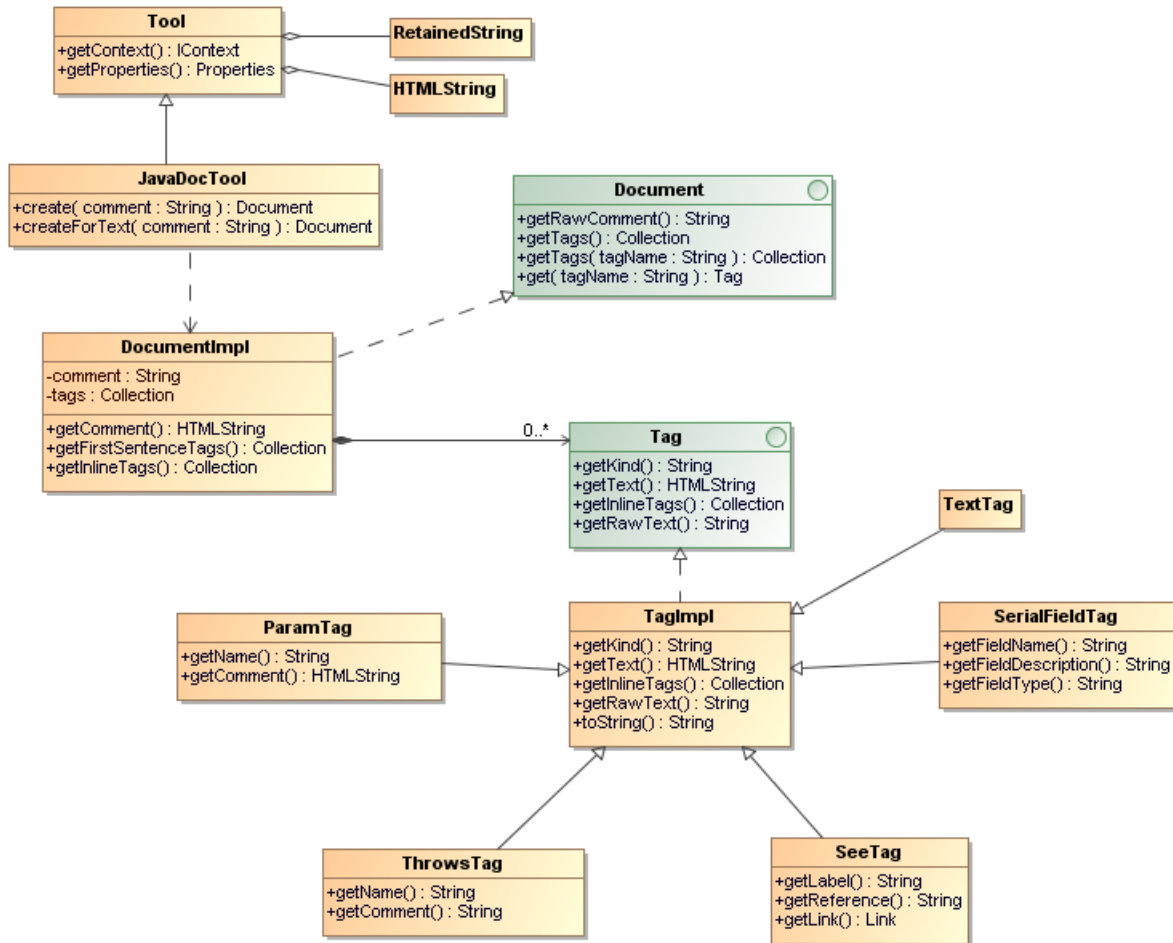 Tool
+getContext() : IContext
+getProperties() : Properties
RetainedString
HTMLString
JavaDocTool
+create( comment : String ) : Document
+createForText( comment : String ) : Document
Document
+getRawComment() : String
+getTags() : Collection
+getTags( tagName : String ) : Collection
+get( tagName : String ) : Tag
DocumentImpl
-comment : String
-tags : Collection
+getComment() : HTMLString
+getFirstSentenceTags() : Collection
+getInlineTags() : Collection
0..*
Tag
+getKind() : String
+getText() : HTMLString
+getInlineTags() : Collection
+getRawText() : String
TextTag
ParamTag
+getName() : String
+getComment() : HTMLString
TagImpl
+getKind() : String
+getText() : HTMLString
+getInlineTags() : Collection
+getRawText() : String
+toString() : String
SerialFieldTag
+getFieldName() : String
+getFieldDescription() : String
+getFieldType() : String
ThrowsTag
+getName() : String
+getComment() : String
SeeTag
+getLabel() : String
+getReference() : String
+getLink() : Link